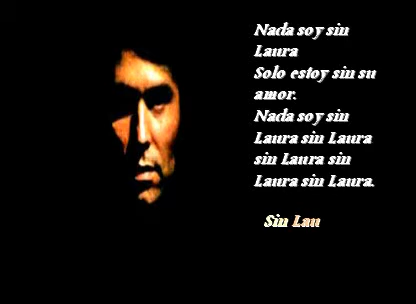 Nada soy sin
Laura
Solo estoy sin su
amor.
Nada soy sin
Laura sin Laura
sin Laura sin
Laura sin Laura.
Sin Lau